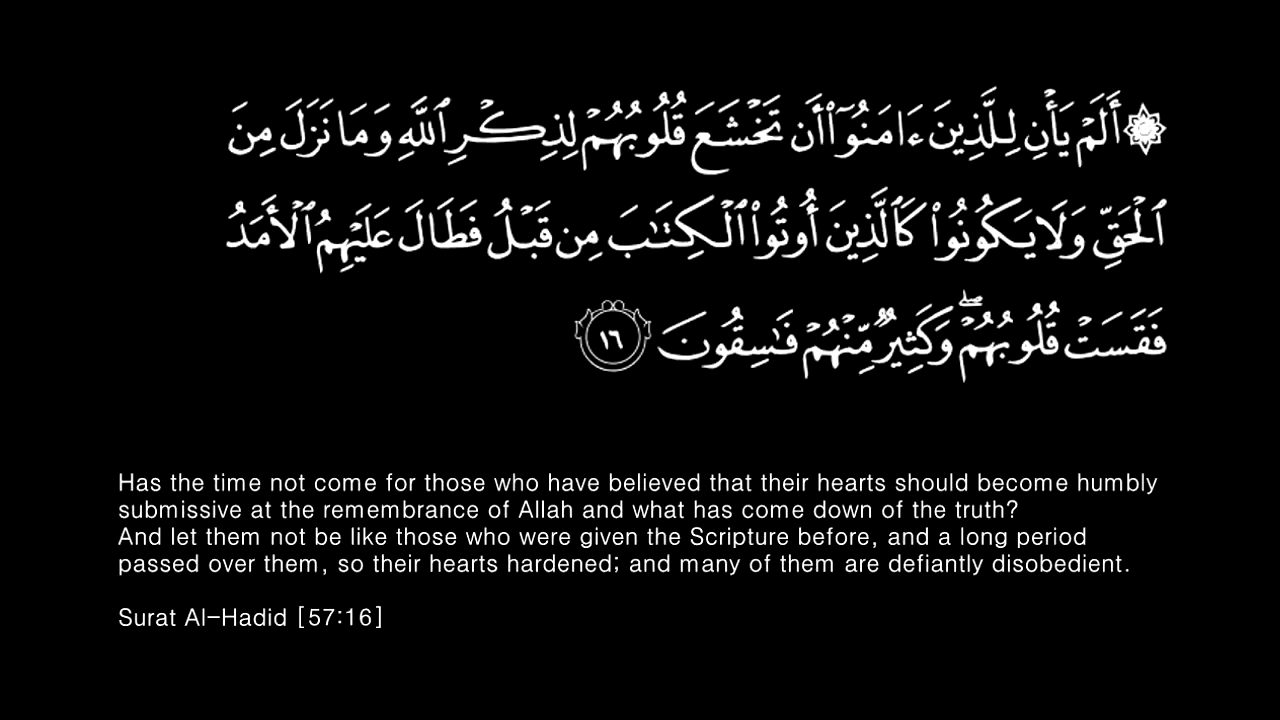 ۞ أَلَمْ يَأْنِ لِلَّذِينَ ءَامَنُوٓا۟ أَن تَخْشَعَ قُلُوبُهُمْ لِذِكْرِ ٱللَّهِ وَمَا نَزَلَ مِنَ
ٱلْحَقِّ وَلَا يَكُونُوا۟ كَٱلَّذِينَ أُوتُوا۟ ٱلْكِتَـٰبَ مِن قَبْلُ فَطَالَ عَلَيْهِمُ ٱلْأَمَدُ
فَقَسَتْ قُلُوبُهُمْ ۖ وَكَثِيرٌ مِّنْهُمْ فَـٰسِقُونَ ١٦
Has the time not come for those who have believed that their hearts should become humbly
submissive at the remembrance of Allah and what has come down of the truth?
And let them not be like those who were given the Scripture before, and a long period
passed over them, so their hearts hardened; and many of them are defiantly disobedient.
Surat Al-Hadid [57:16]